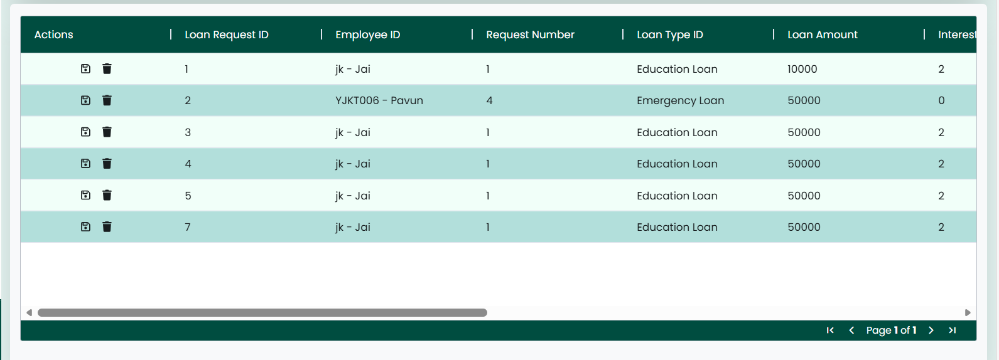 Actions Loan Request ID Employee ID Request Number Loan Type ID Loan Amount Interest
1 jk - Jai 1 Education Loan 10000 2
2 YJKT006 - Pavun 4 Emergency Loan 50000 0
3 jk - Jai 1 Education Loan 50000 2
4 jk - Jai 1 Education Loan 50000 2
5 jk - Jai 1 Education Loan 50000 2
7 jk - Jai 1 Education Loan 50000 2
Page 1 of 1